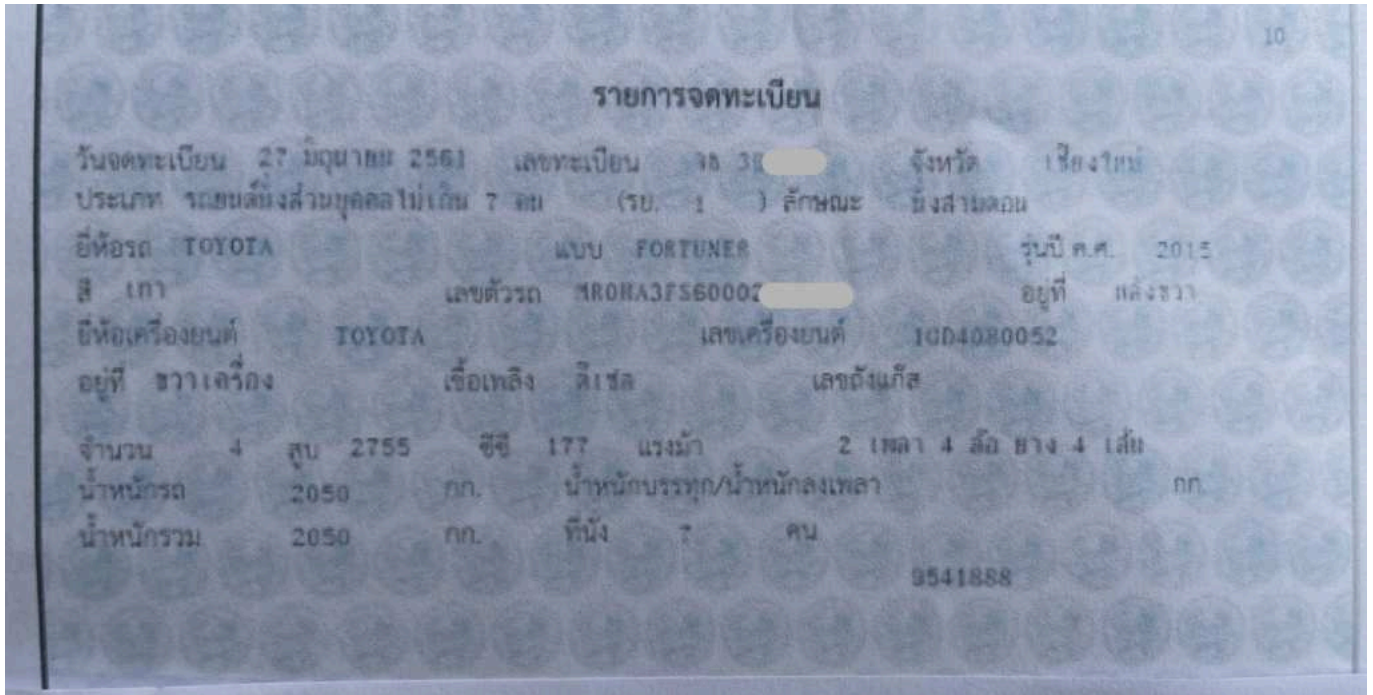 10
รายการจดทะเบียน
วันจดทะเบียน 27 มิถุนายน 2561 เลขทะเบียน 38 จังหวัด เชียงใหม่
ประเภท รถยนต์นั่งส่วนบุคคลไม่เกิน 7 คน (รย. 1 ) ลักษณะ นั่งสามตอน
ยี่ห้อรถ TOYOTA แบบ FORTUNER รุ่นปี ค.ศ. 2015
สี เทา เลขตัวรถ MR0HA3FS60002 อยู่ที่ หลังขวา
ยี่ห้อเครื่องยนต์ TOYOTA เลขเครื่องยนต์ 1GD4080052
อยู่ที่ ขวาเครื่อง เชื้อเพลิง ดีเซล เลขถังแก๊ส
จำนวน 4 สูบ 2755 ซีซี 177 แรงม้า 2 เพลา 4 ล้อ ยาง 4 เส้น
น้ำหนักรถ 2050 กก. น้ำหนักบรรทุก/น้ำหนักลงเพลา กก.
น้ำหนักรวม 2050 กก. ที่นั่ง 7 คน
9541888